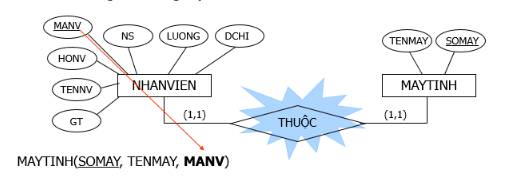 MANV
NS
LUONG
DCHI
TENMAY
SOMAY
HONV
NHANVIEN
MAYTINH
TENNV
GT
(1,1)
THUỘC
(1,1)
MAYTINH(SOMAY, TENMAY, MANV)